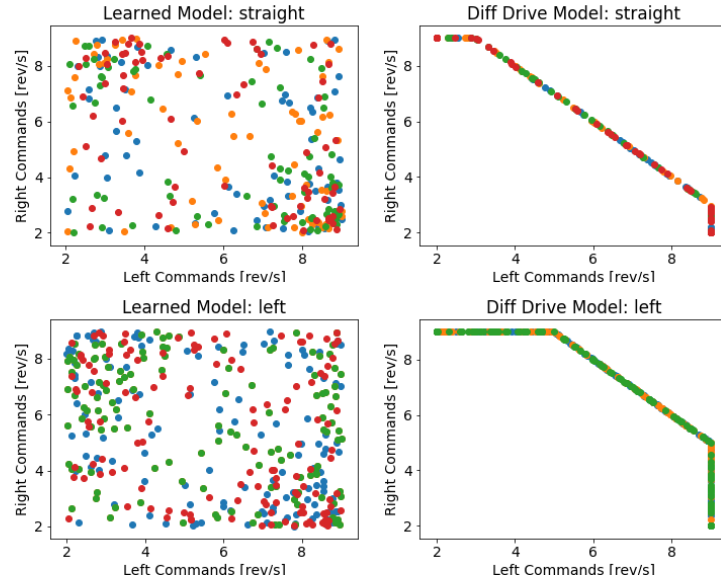 Learned Model: straight
Right Commands [rev/s]
8
6
4
2
2 4 6 8
Left Commands [rev/s]
Diff Drive Model: straight
Right Commands [rev/s]
8
6
4
2
2 4 6 8
Left Commands [rev/s]
Learned Model: left
Right Commands [rev/s]
8
6
4
2
2 4 6 8
Left Commands [rev/s]
Diff Drive Model: left
Right Commands [rev/s]
8
6
4
2
2 4 6 8
Left Commands [rev/s]